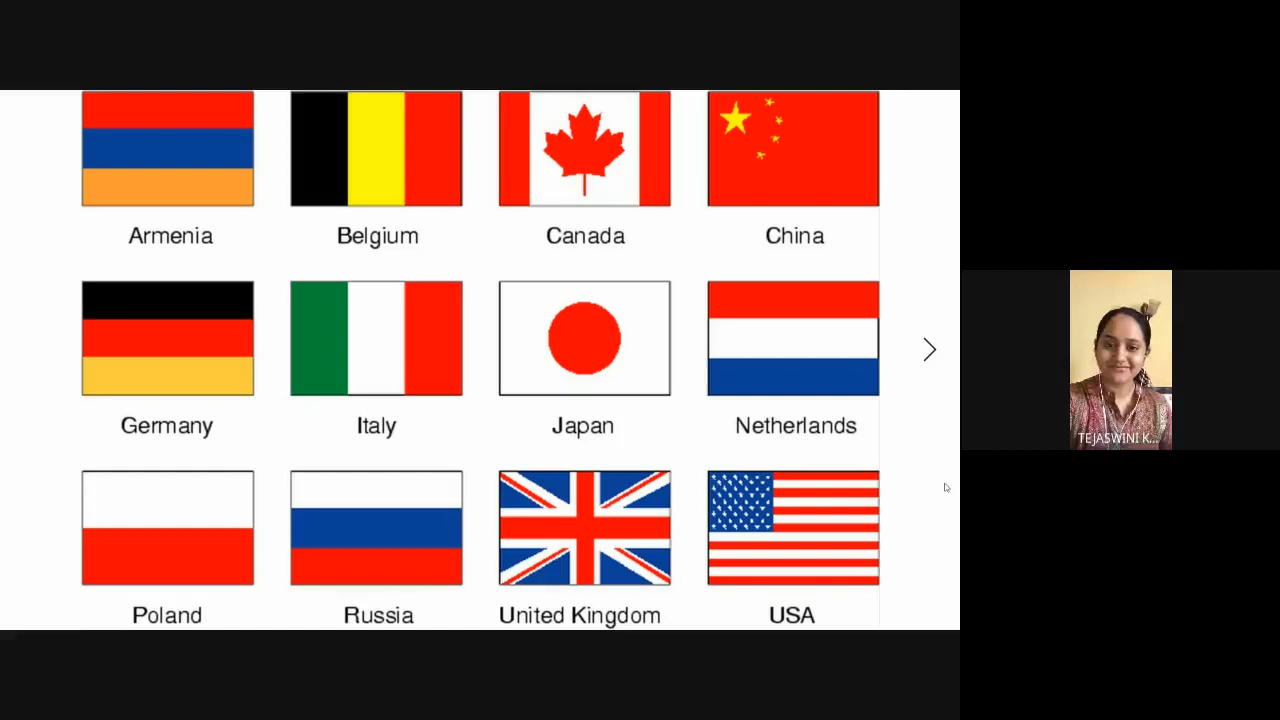 Armenia
Belgium
Canada
China
Germany
Italy
Japan
Netherlands
Poland
Russia
United Kingdom
USA
TEJASWINI K...